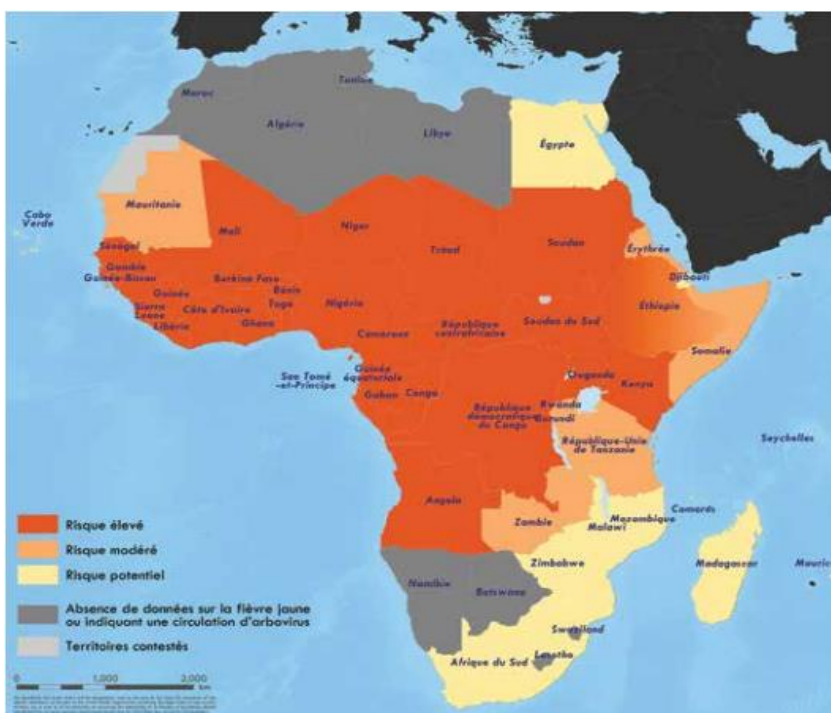 Tunisie
Maroc
Algérie
Libye
Égypte
Cabo
Verde
Mauritanie
Mali
Niger
Tchad
Soudan
Érythrée
Sénégal
Gambie
Guinée-Bissau
Guinée
Sierra
Leone
Libéria
Côte d'Ivoire
Burkina Faso
Ghana
Togo
Bénin
Nigéria
Cameroun
République
centrafricaine
Soudan du Sud
Éthiopie
Djibouti
Somalie
Sao Tomé
-et-Príncipe
Guinée
équatoriale
Gabon
Congo
République
démocratique
du Congo
Ouganda
Kenya
Rwanda
Burundi
République-Unie
de Tanzanie
Seychelles
Angola
Zambie
Malawi
Mozambique
Comores
Zimbabwe
Madagascar
Mauric
Namibie
Botswana
Swaziland
Lesotho
Afrique du Sud
Risque élevé
Risque modéré
Risque potentiel
Absence de données sur la fièvre jaune
ou indiquant une circulation d'arbovirus
Territoires contestés
0 1,000 2,000
km